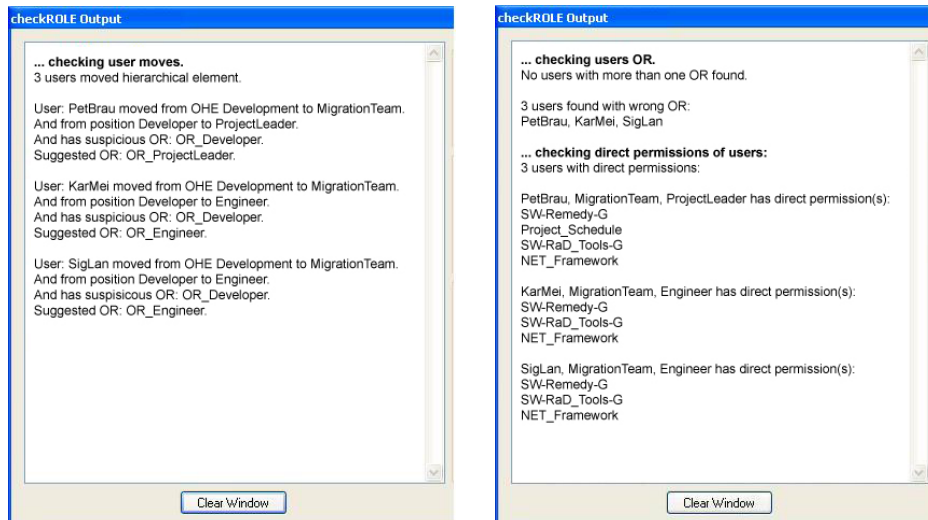 checkROLE Output
... checking user moves.
3 users moved hierarchical element.
User: PetBrau moved from OHE Development to MigrationTeam.
And from position Developer to ProjectLeader.
And has suspicious OR: OR_Developer.
Suggested OR: OR_ProjectLeader.
User: KarMei moved from OHE Development to MigrationTeam.
And from position Developer to Engineer.
And has suspicious OR: OR_Developer.
Suggested OR: OR_Engineer.
User: SigLan moved from OHE Development to MigrationTeam.
And from position Developer to Engineer.
And has suspisicous OR: OR_Developer.
Suggested OR: OR_Engineer.
Clear Window
checkROLE Output
... checking users OR.
No users with more than one OR found.
3 users found with wrong OR:
PetBrau, KarMei, SigLan
... checking direct permissions of users:
3 users with direct permissions:
PetBrau, MigrationTeam, ProjectLeader has direct permission(s):
SW-Remedy-G
Project_Schedule
SW-RaD_Tools-G
NET_Framework
KarMei, MigrationTeam, Engineer has direct permission(s):
SW-Remedy-G
SW-RaD_Tools-G
NET_Framework
SigLan, MigrationTeam, Engineer has direct permission(s):
SW-Remedy-G
SW-RaD_Tools-G
NET_Framework
Clear Window